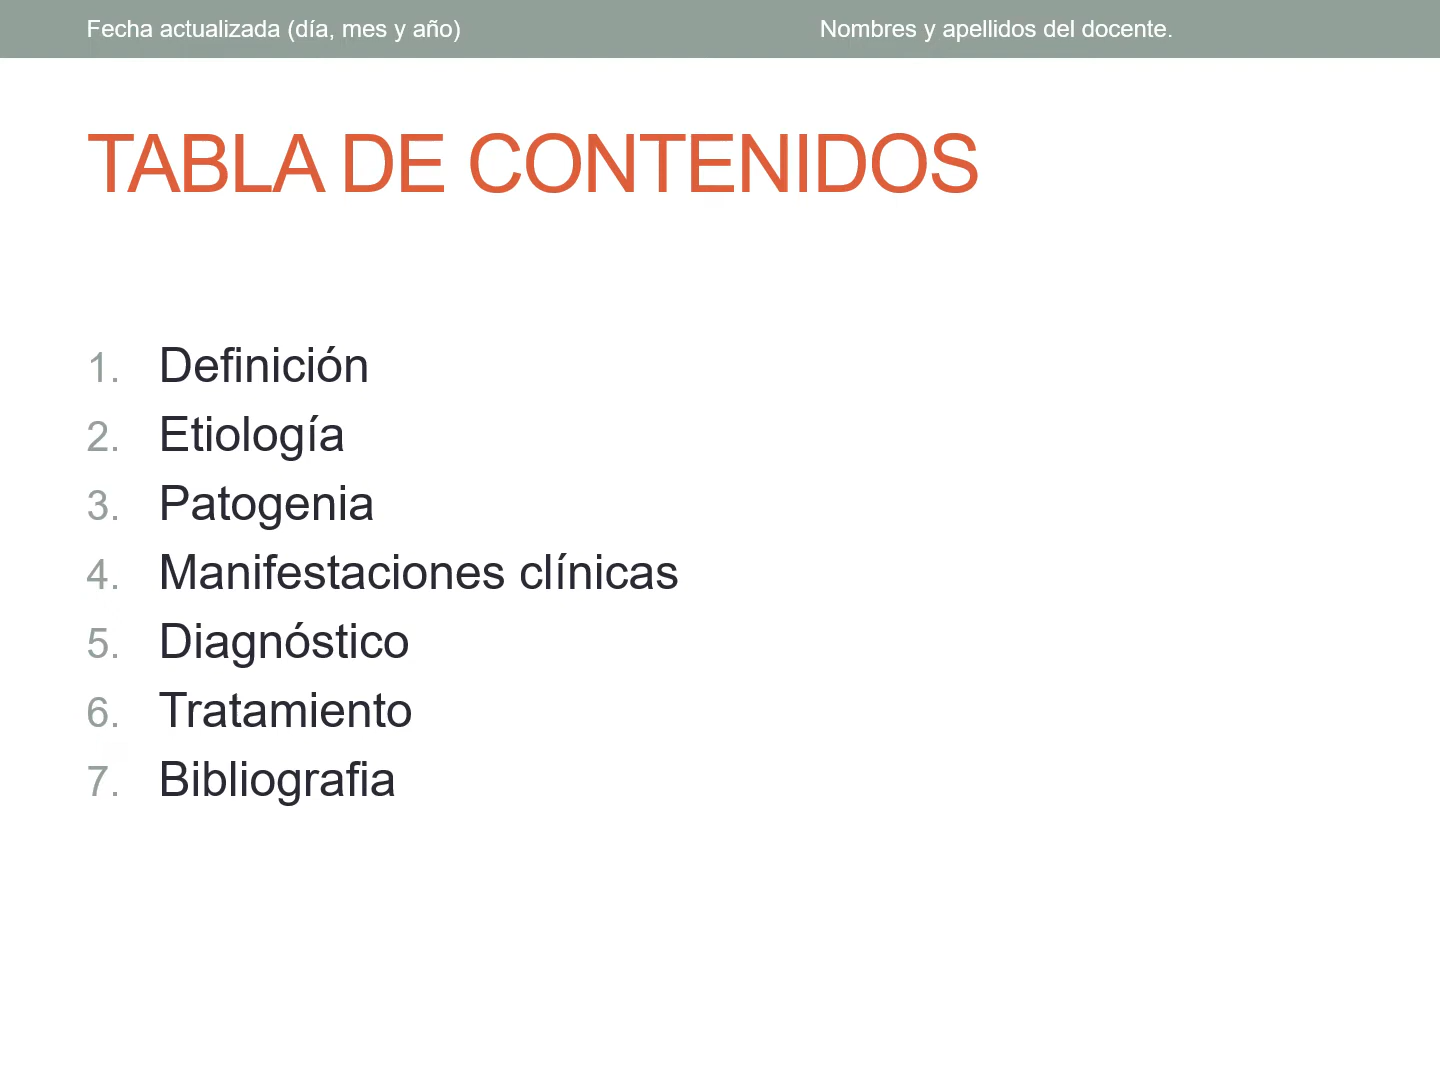 Fecha actualizada (día, mes y año)
Nombres y apellidos del docente.
TABLA DE CONTENIDOS
1. Definición
2. Etiología
3. Patogenia
4. Manifestaciones clínicas
5. Diagnóstico
6. Tratamiento
7. Bibliografia